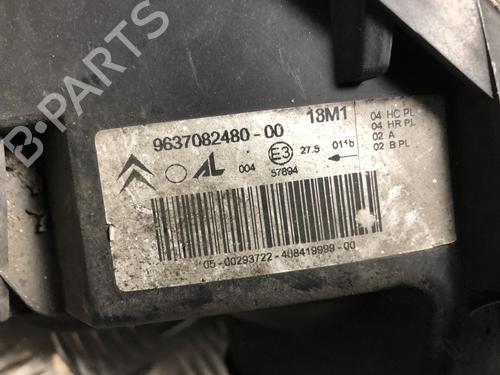 B-PARTS
9637082480-00 18M1
AL 004 E3 27.5 011b
57894
04 HC PL
04 HR PL
02 A
02 B PL
05-00293722-408419999-00